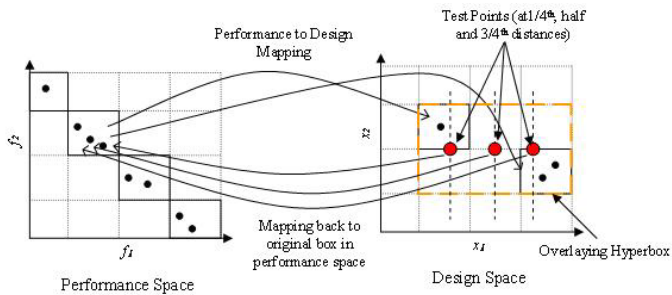 Performance to Design
Mapping
Test Points (at1/4th, half
and 3/4th distances)
f2
x2
Mapping back to
original box in
performance space
f1
x1
Overlaying Hyperbox
Performance Space
Design Space